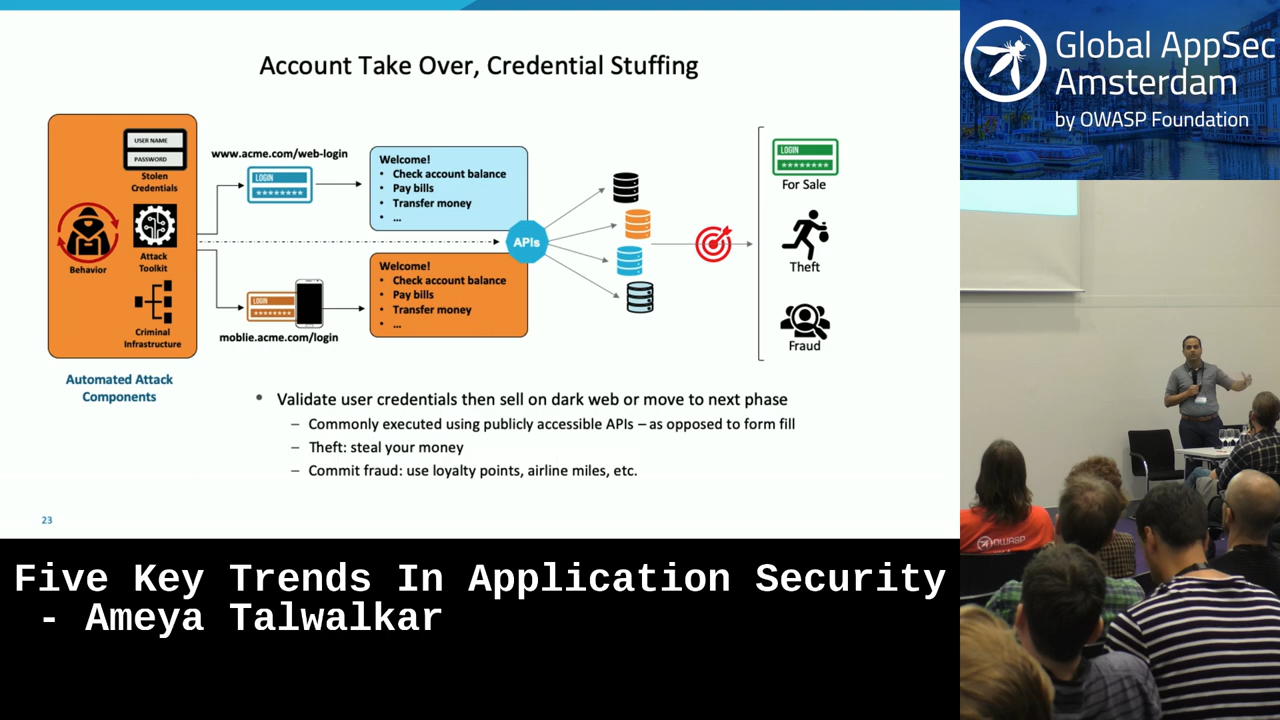 Account Take Over, Credential Stuffing
USER NAME
PASSWORD
Stolen
Credentials
Behavior
Attack
Toolkit
Criminal
Infrastructure
Automated Attack
Components
www.acme.com/web-login
LOGIN
********
moblie.acme.com/login
LOGIN
********
Welcome!
• Check account balance
• Pay bills
• Transfer money
• ...
APIs
Welcome!
• Check account balance
• Pay bills
• Transfer money
• ...
LOGIN
********
For Sale
Theft
Fraud
• Validate user credentials then sell on dark web or move to next phase
– Commonly executed using publicly accessible APIs – as opposed to form fill
– Theft: steal your money
– Commit fraud: use loyalty points, airline miles, etc.
23
Global AppSec
Amsterdam
by OWASP Foundation
OWASP
Five Key Trends In Application Security
- Ameya Talwalkar